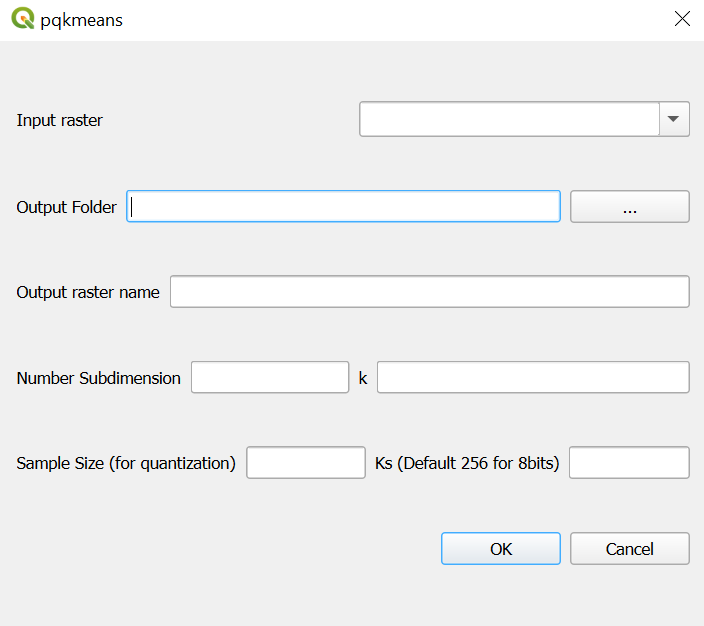 pqkmeans
Input raster
Output Folder ...
Output raster name
Number Subdimension k
Sample Size (for quantization) Ks (Default 256 for 8bits)
OK Cancel